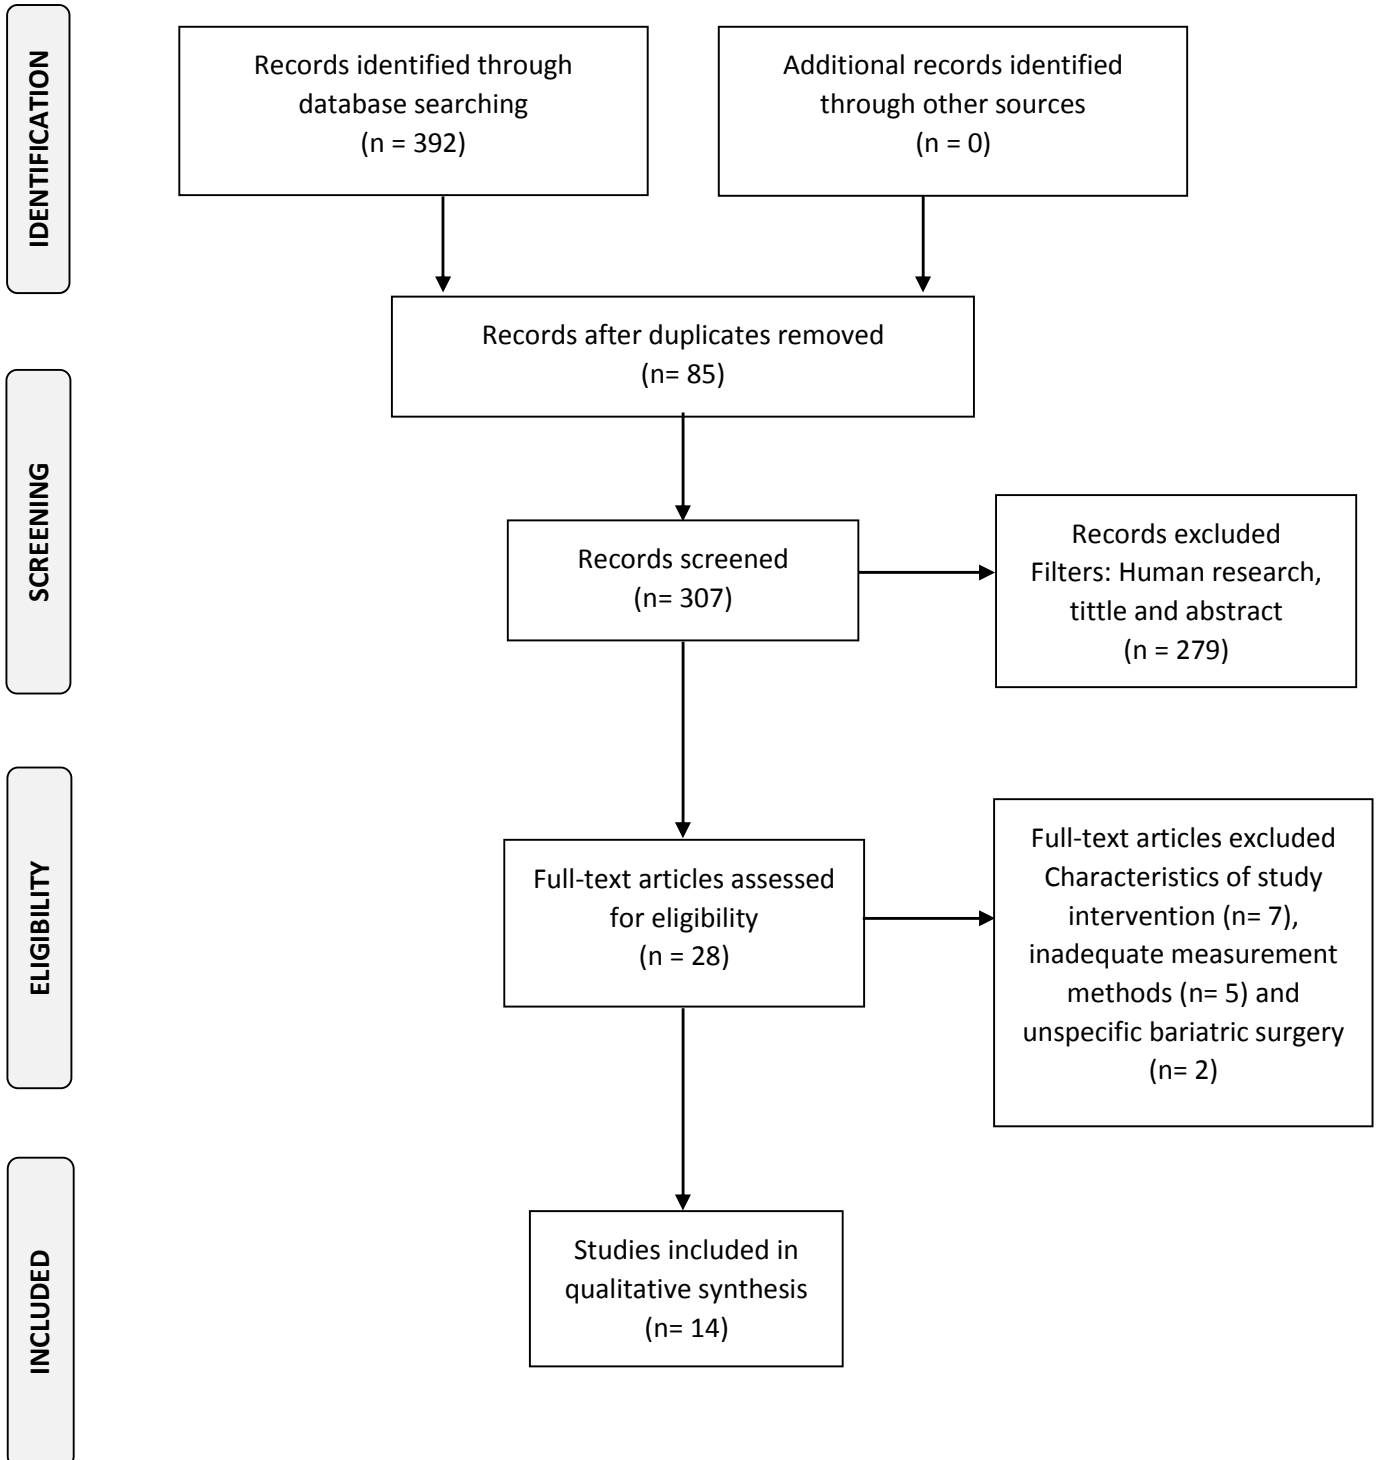 IDENTIFICATION
Records identified through
database searching
(n = 392)
Additional records identified
through other sources
(n = 0)
Records after duplicates removed
(n= 85)
SCREENING
Records screened
(n= 307)
Records excluded
Filters: Human research,
tittle and abstract
(n = 279)
ELIGIBILITY
Full-text articles assessed
for eligibility
(n = 28)
Full-text articles excluded
Characteristics of study
intervention (n= 7),
inadequate measurement
methods (n= 5) and
unspecific bariatric surgery
(n= 2)
INCLUDED
Studies included in
qualitative synthesis
(n= 14)